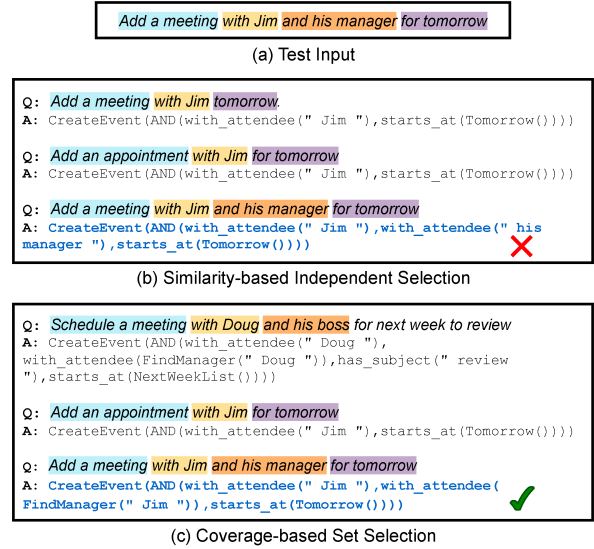 Add a meeting with Jim and his manager for tomorrow
(a) Test Input
Q: Add a meeting with Jim tomorrow.
A: CreateEvent(AND(with_attendee(" Jim "),starts_at(Tomorrow())))
Q: Add an appointment with Jim for tomorrow
A: CreateEvent(AND(with_attendee(" Jim "),starts_at(Tomorrow())))
Q: Add a meeting with Jim and his manager for tomorrow
A: CreateEvent(AND(with_attendee(" Jim "),with_attendee(" his
manager "),starts_at(Tomorrow())))
(b) Similarity-based Independent Selection
Q: Schedule a meeting with Doug and his boss for next week to review
A: CreateEvent(AND(with_attendee(" Doug "),
with_attendee(FindManager(" Doug ")),has_subject(" review
"),starts_at(NextWeekList())))
Q: Add an appointment with Jim for tomorrow
A: CreateEvent(AND(with_attendee(" Jim "),starts_at(Tomorrow())))
Q: Add a meeting with Jim and his manager for tomorrow
A: CreateEvent(AND(with_attendee(" Jim "),with_attendee(
FindManager(" Jim ")),starts_at(Tomorrow())))
(c) Coverage-based Set Selection